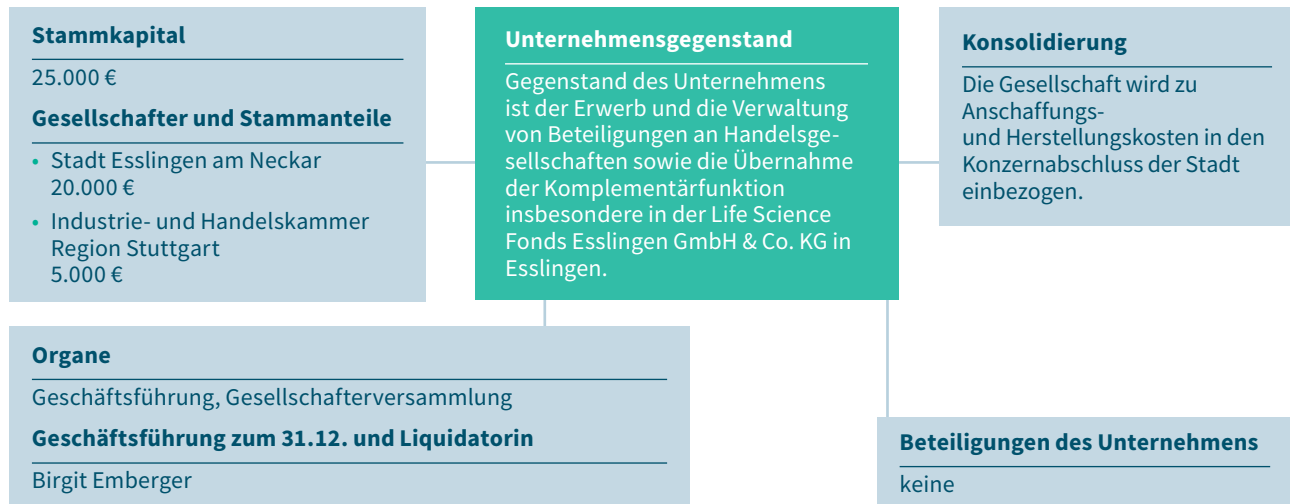 Stammkapital
25.000 €
Gesellschafter und Stammanteile
• Stadt Esslingen am Neckar
20.000 €
• Industrie- und Handelskammer
Region Stuttgart
5.000 €
Unternehmensgegenstand
Gegenstand des Unternehmens
ist der Erwerb und die Verwaltung
von Beteiligungen an Handelsge-
sellschaften sowie die Übernahme
der Komplementärfunktion
insbesondere in der Life Science
Fonds Esslingen GmbH & Co. KG in
Esslingen.
Konsolidierung
Die Gesellschaft wird zu
Anschaffungs-
und Herstellungskosten in den
Konzernabschluss der Stadt
einbezogen.
Organe
Geschäftsführung, Gesellschafterversammlung
Geschäftsführung zum 31.12. und Liquidatorin
Birgit Emberger
Beteiligungen des Unternehmens
keine